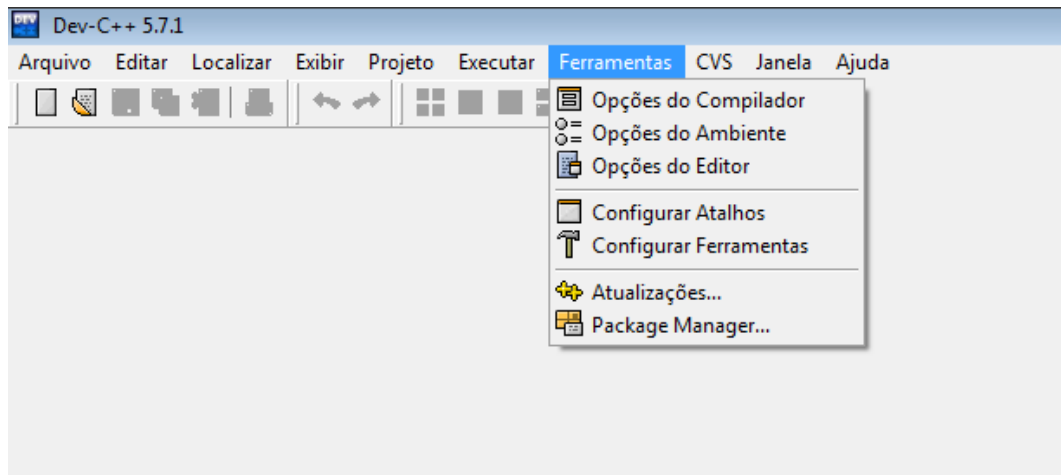 Dev-C++ 5.7.1
Arquivo Editar Localizar Exibir Projeto Executar Ferramentas CVS Janela Ajuda
Opções do Compilador
Opções do Ambiente
Opções do Editor
Configurar Atalhos
Configurar Ferramentas
Atualizações...
Package Manager...